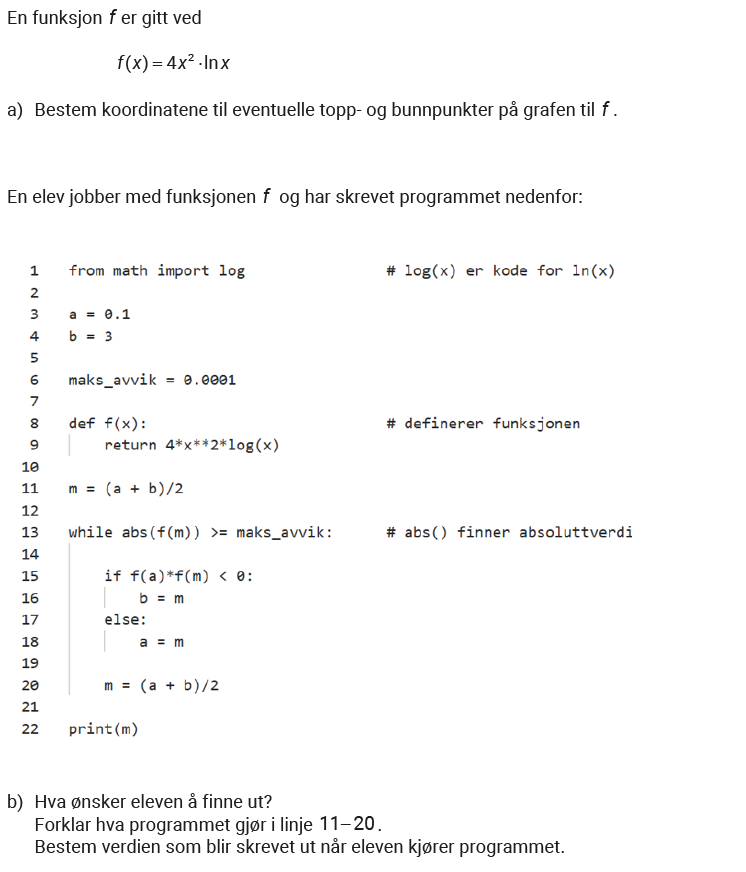 En funksjon f er gitt ved
f(x) = 4x² · ln x
a) Bestem koordinatene til eventuelle topp- og bunnpunkter på grafen til f .
En elev jobber med funksjonen f og har skrevet programmet nedenfor:
1 from math import log # log(x) er kode for ln(x)
2
3 a = 0.1
4 b = 3
5
6 maks_avvik = 0.0001
7
8 def f(x): # definerer funksjonen
9 return 4*x**2*log(x)
10
11 m = (a + b)/2
12
13 while abs(f(m)) >= maks_avvik: # abs() finner absoluttverdi
14
15 if f(a)*f(m) < 0:
16 b = m
17 else:
18 a = m
19
20 m = (a + b)/2
21
22 print(m)
b) Hva ønsker eleven å finne ut?
Forklar hva programmet gjør i linje 11–20.
Bestem verdien som blir skrevet ut når eleven kjører programmet.